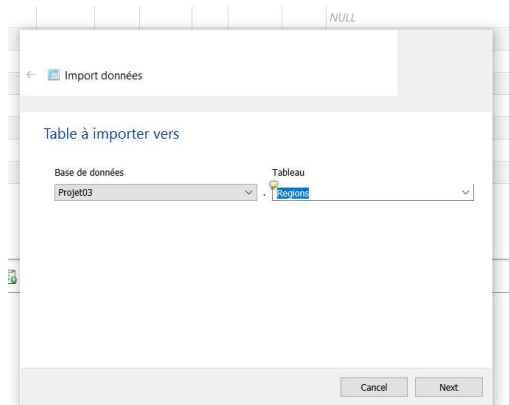 NULL
Import données
Table à importer vers
Base de données
Tableau
Projet03
.
Regions
Cancel
Next